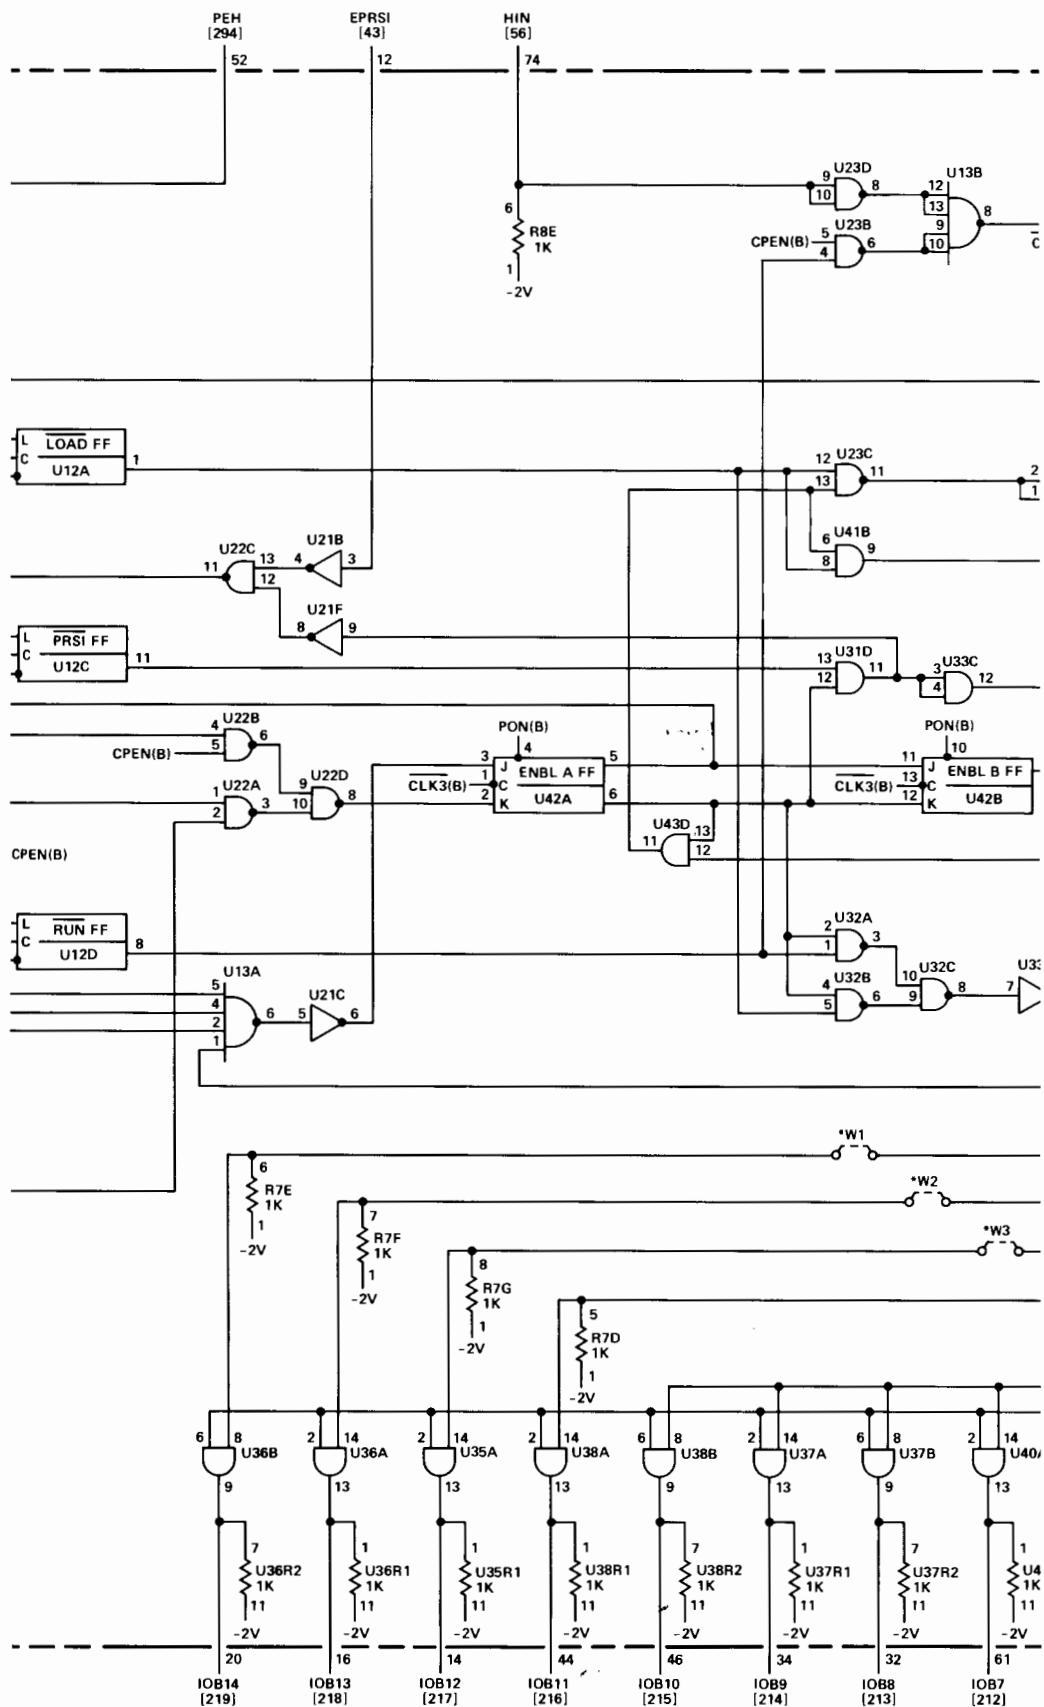 PEH
[294]
EPRSI
[43]
HIN
[56]
52
12
74
U23D
U13B
9
10
8
12
13
9
10
8
6
R8E
1K
1
-2V
CPEN(B)
5
4
U23B
6
C
L
C
LOAD FF
U12A
1
12
13
U23C
11
2
1
U22C
11
13
12
U21B
4
3
U41B
6
8
9
U21F
8
9
L
C
PRSI FF
U12C
11
13
12
U31D
11
3
4
U33C
12
4
5
U22B
6
CPEN(B)
PON(B)
4
PON(B)
10
U22A
1
2
3
9
10
U22D
8
3
1
2
J
C
K
ENBL A FF
U42A
5
6
CLK3(B)
11
13
12
J
C
K
ENBL B FF
U42B
CLK3(B)
U43D
11
13
12
CPEN(B)
L
C
RUN FF
U12D
8
2
1
U32A
3
U13A
5
4
2
1
6
U21C
5
6
4
5
U32B
6
10
9
U32C
8
7
U33
*W1
6
R7E
1K
1
-2V
*W2
7
R7F
1K
1
-2V
*W3
8
R7G
1K
1
-2V
5
R7D
1K
1
-2V
6
8
U36B
9
2
14
U36A
13
2
14
U35A
13
2
14
U38A
13
6
8
U38B
9
2
14
U37A
13
6
8
U37B
9
2
14
U40A
13
7
U36R2
1K
11
-2V
1
U36R1
1K
11
-2V
1
U35R1
1K
11
-2V
1
U38R1
1K
11
-2V
7
U38R2
1K
11
-2V
1
U37R1
1K
11
-2V
7
U37R2
1K
11
-2V
1
U4
1K
11
-2V
20
16
14
44
46
34
32
61
IOB14
[219]
IOB13
[218]
IOB12
[217]
IOB11
[216]
IOB10
[215]
IOB9
[214]
IOB8
[213]
IOB7
[212]